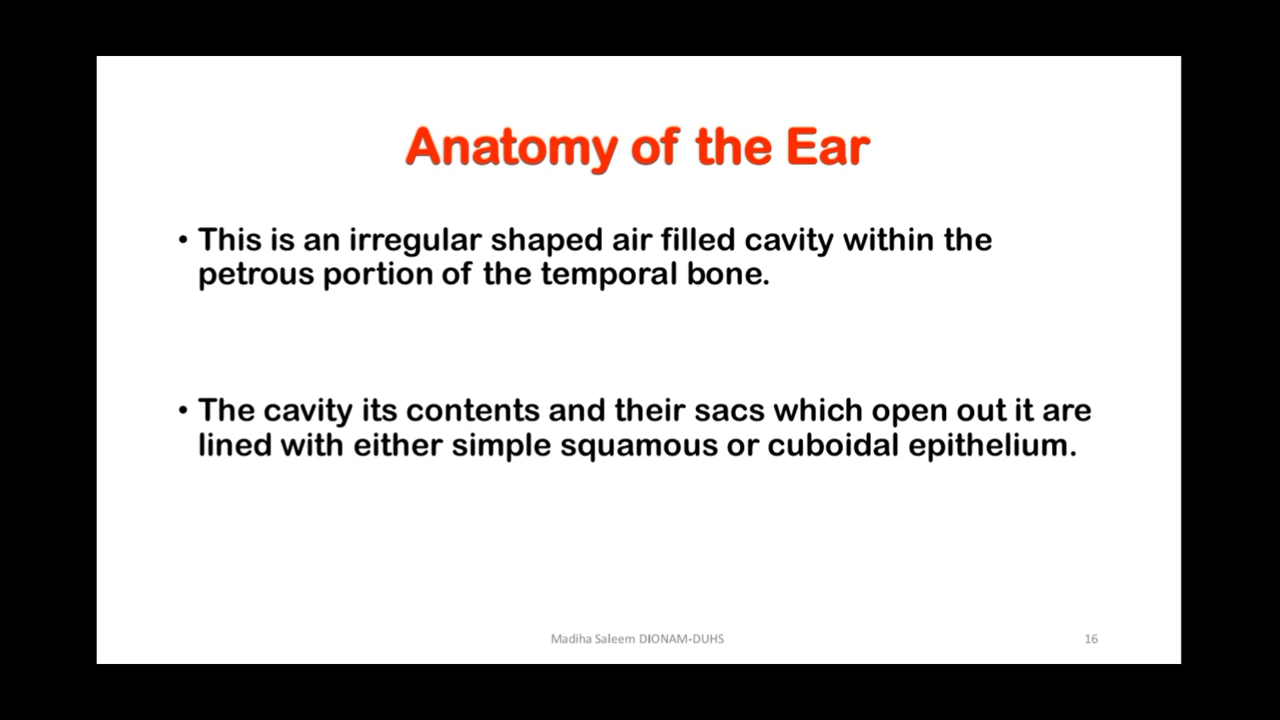 Anatomy of the Ear
• This is an irregular shaped air filled cavity within the
petrous portion of the temporal bone.
• The cavity its contents and their sacs which open out it are
lined with either simple squamous or cuboidal epithelium.
Madiha Saleem DIONAM-DUHS
16